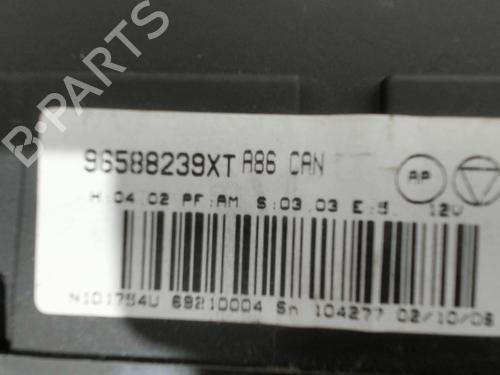 96588239XT A86 CAN
AP
H:04.02 PF:AM S:03.03 E:5. 12V
N101754U 69210004 Sn 104277 02/10/06
B-PARTS